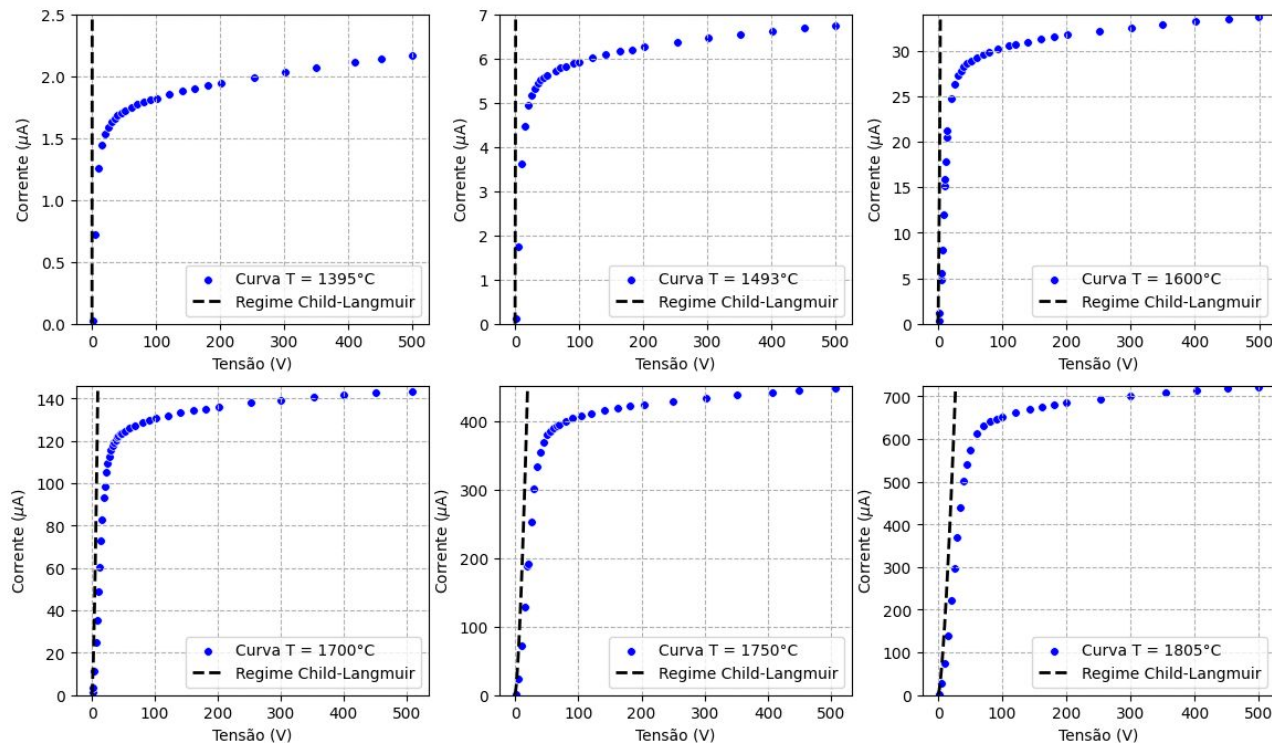 2.5
2.0
1.5
1.0
0.5
0.0
Corrente (μA)
0 100 200 300 400 500
Tensão (V)
Curva T = 1395°C
Regime Child-Langmuir
7
6
5
4
3
2
1
0
Corrente (μA)
0 100 200 300 400 500
Tensão (V)
Curva T = 1493°C
Regime Child-Langmuir
30
25
20
15
10
5
0
Corrente (μA)
0 100 200 300 400 500
Tensão (V)
Curva T = 1600°C
Regime Child-Langmuir
140
120
100
80
60
40
20
0
Corrente (μA)
0 100 200 300 400 500
Tensão (V)
Curva T = 1700°C
Regime Child-Langmuir
400
300
200
100
0
Corrente (μA)
0 100 200 300 400 500
Tensão (V)
Curva T = 1750°C
Regime Child-Langmuir
700
600
500
400
300
200
100
0
Corrente (μA)
0 100 200 300 400 500
Tensão (V)
Curva T = 1805°C
Regime Child-Langmuir